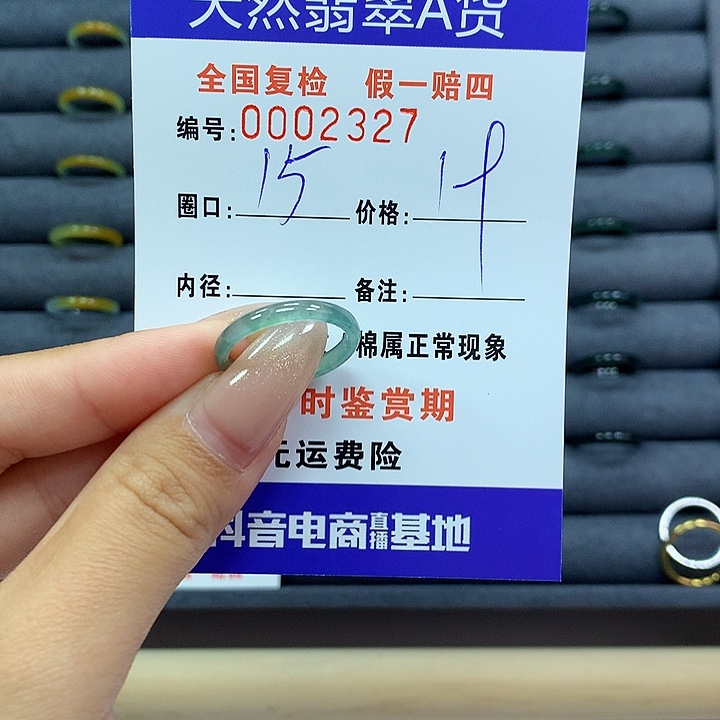 天然翡翠A货
全国复检 假一赔四
编号:0002327
圈口:15 价格:19
内径: 备注:
棉属正常现象
时鉴赏期
无运费险
抖音电商直播基地